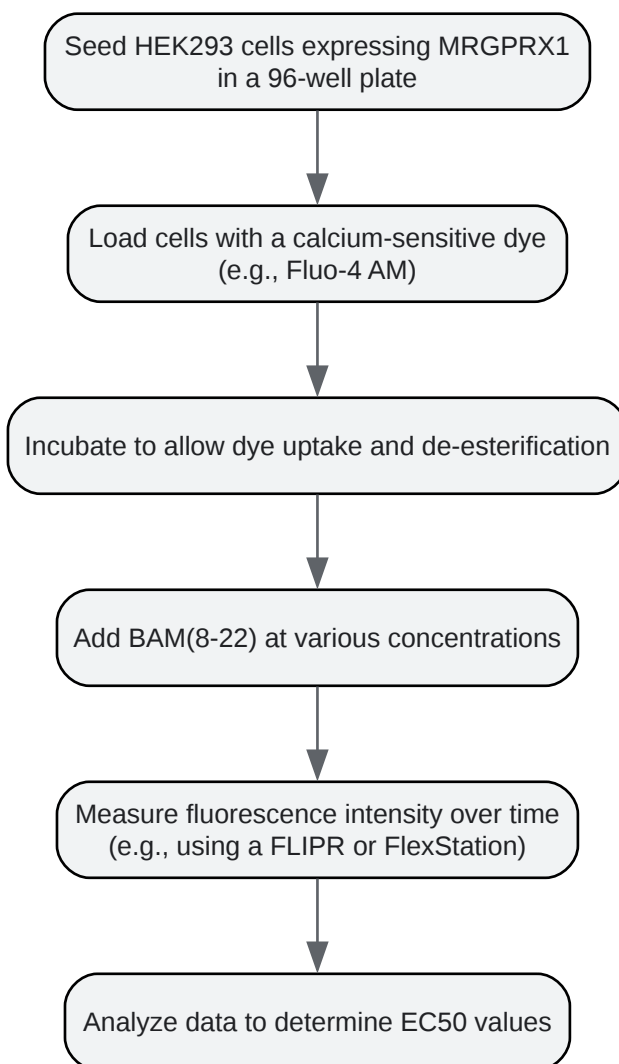 Seed HEK293 cells expressing MRGPRX1
in a 96-well plate
Load cells with a calcium-sensitive dye
(e.g., Fluo-4 AM)
Incubate to allow dye uptake and de-esterification
Add BAM(8-22) at various concentrations
Measure fluorescence intensity over time
(e.g., using a FLIPR or FlexStation)
Analyze data to determine EC50 values